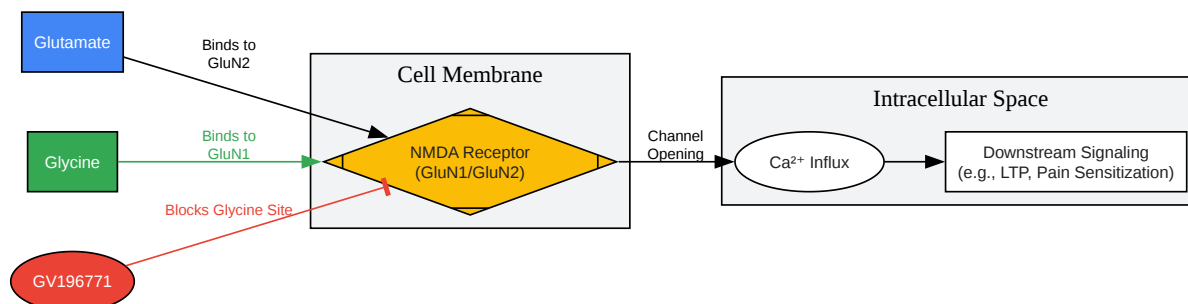 Glutamate
Binds to
GluN2
Cell Membrane
Intracellular Space
Glycine
Binds to
GluN1
NMDA Receptor
(GluN1/GluN2)
Channel
Opening
Ca²⁺ Influx
Downstream Signaling
(e.g., LTP, Pain Sensitization)
Blocks Glycine Site
GV196771